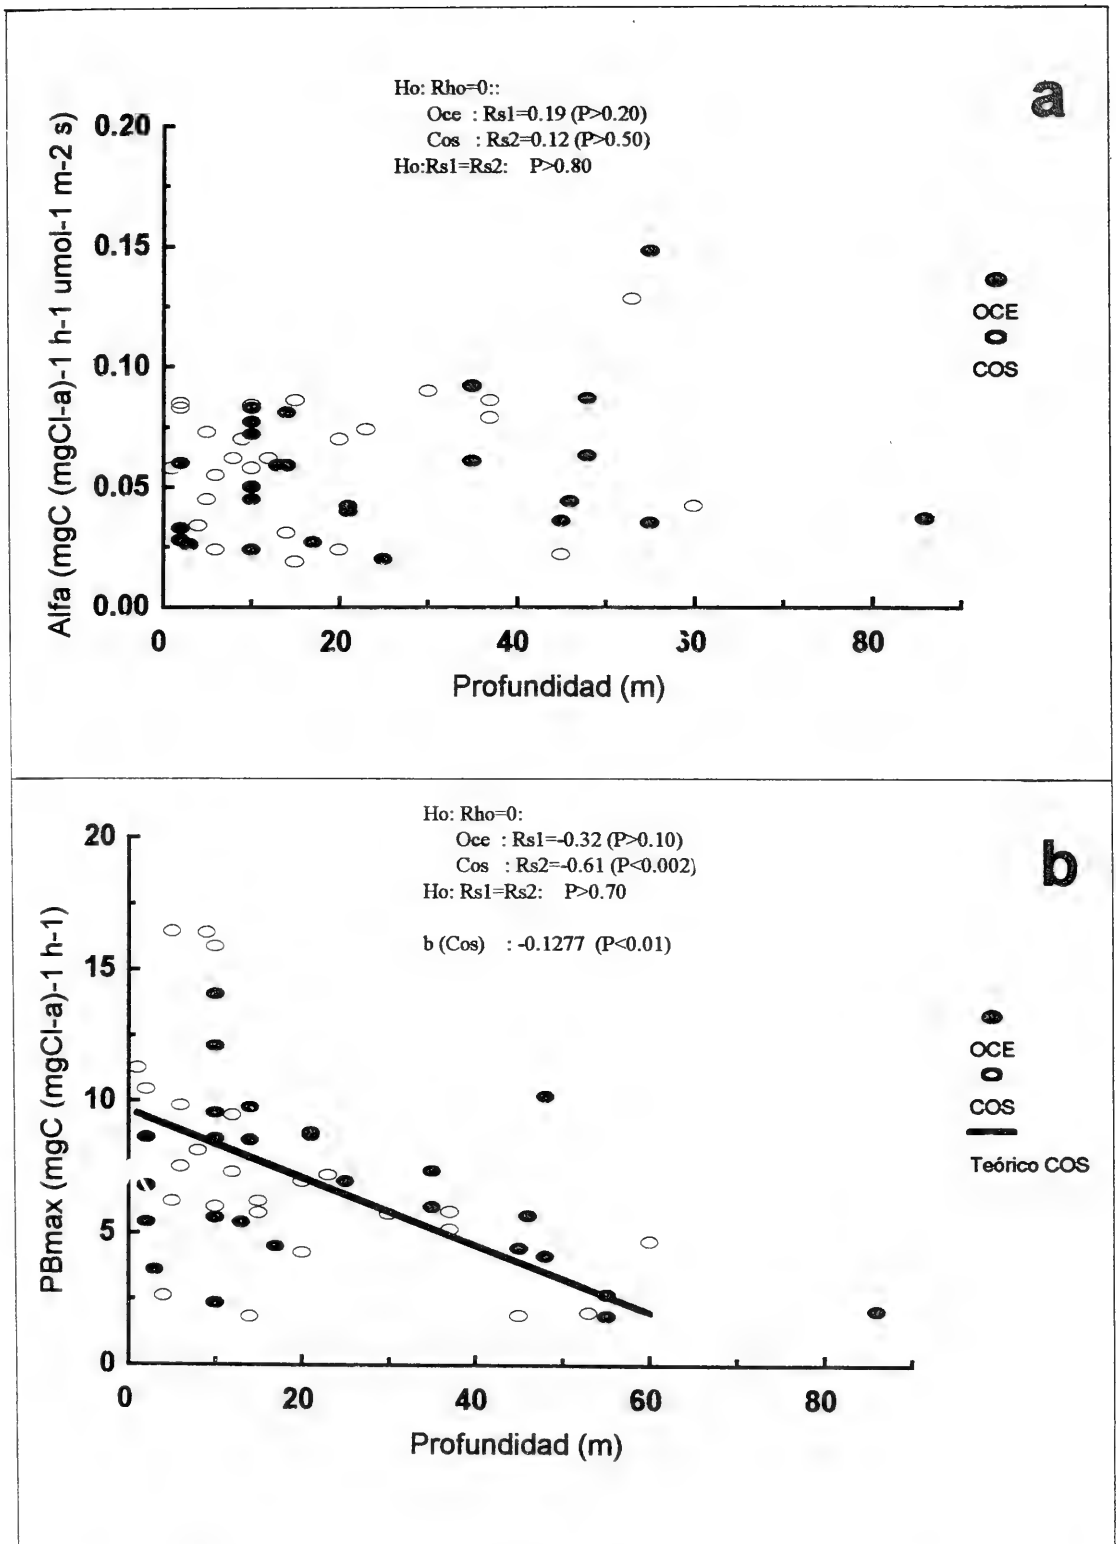 a
Ho: Rho=0::
Oce : Rs1=0.19 (P>0.20)
Cos : Rs2=0.12 (P>0.50)
Ho:Rs1=Rs2: P>0.80
Alfa (mgC (mgCl-a)-1 h-1 umol-1 m-2 s)
0.20
0.15
0.10
0.05
0.00
0 20 40 60 80
Profundidad (m)
OCE
COS
b
Ho: Rho=0:
Oce : Rs1=-0.32 (P>0.10)
Cos : Rs2=-0.61 (P<0.002)
Ho: Rs1=Rs2: P>0.70
b (Cos) : -0.1277 (P<0.01)
PBmax (mgC (mgCl-a)-1 h-1)
20
15
10
5
0
0 20 40 60 80
Profundidad (m)
OCE
COS
Teórico COS